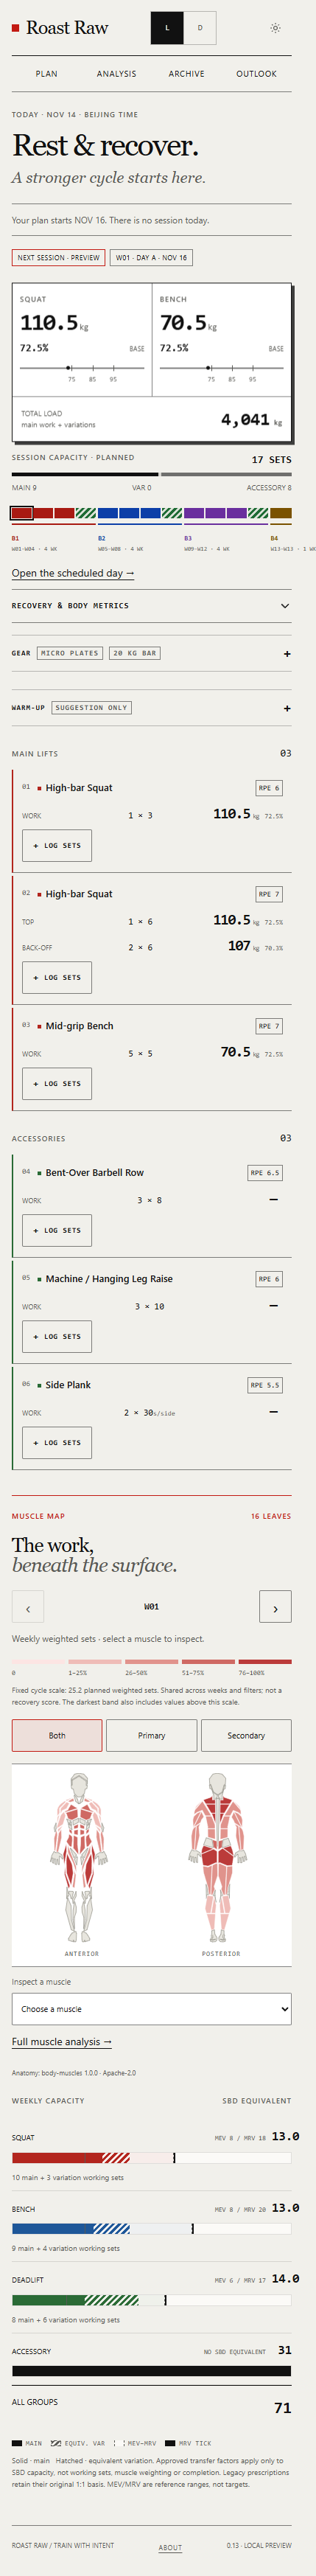 Roast Raw L D
PLAN ANALYSIS ARCHIVE OUTLOOK
TODAY · NOV 14 · BEIJING TIME
Rest & recover.
A stronger cycle starts here.
Your plan starts NOV 16. There is no session today.
NEXT SESSION · PREVIEW W01 · DAY A · NOV 16
SQUAT BENCH
110.5 kg 70.5 kg
72.5% BASE 72.5% BASE
75 85 95 75 85 95
TOTAL LOAD
main work + variations 4,041 kg
SESSION CAPACITY · PLANNED 17 SETS
MAIN 9 VAR 0 ACCESSORY 8
B1 B2 B3 B4
W01–W04 · 4 WK W05–W08 · 4 WK W09–W12 · 4 WK W13–W13 · 1 WK
Open the scheduled day →
RECOVERY & BODY METRICS
GEAR MICRO PLATES 20 KG BAR +
WARM-UP SUGGESTION ONLY +
MAIN LIFTS 03
01 High-bar Squat RPE 6
WORK 1 × 3 110.5 kg 72.5%
+ LOG SETS
02 High-bar Squat RPE 7
TOP 1 × 6 110.5 kg 72.5%
BACK-OFF 2 × 6 107 kg 70.3%
+ LOG SETS
03 Mid-grip Bench RPE 7
WORK 5 × 5 70.5 kg 72.5%
+ LOG SETS
ACCESSORIES 03
04 Bent-Over Barbell Row RPE 6.5
WORK 3 × 8 —
+ LOG SETS
05 Machine / Hanging Leg Raise RPE 6
WORK 3 × 10 —
+ LOG SETS
06 Side Plank RPE 5.5
WORK 2 × 30s/side —
+ LOG SETS
MUSCLE MAP 16 LEAVES
The work,
beneath the surface.
‹ W01 ›
Weekly weighted sets · select a muscle to inspect.
0 1–25% 26–50% 51–75% 76–100%
Fixed cycle scale: 25.2 planned weighted sets. Shared across weeks and filters; not a
recovery score. The darkest band also includes values above this scale.
Both Primary Secondary
ANTERIOR POSTERIOR
Inspect a muscle
Choose a muscle
Full muscle analysis →
Anatomy: body-muscles 1.0.0 · Apache-2.0
WEEKLY CAPACITY SBD EQUIVALENT
SQUAT MEV 8 / MRV 18 13.0
10 main + 3 variation working sets
BENCH MEV 8 / MRV 20 13.0
9 main + 4 variation working sets
DEADLIFT MEV 6 / MRV 17 14.0
8 main + 6 variation working sets
ACCESSORY NO SBD EQUIVALENT 31
ALL GROUPS 71
MAIN EQUIV. VAR MEV–MRV MRV TICK
Solid · main Hatched · equivalent variation. Approved transfer factors apply only to
SBD capacity, not working sets, muscle weighting or completion. Legacy prescriptions
retain their original 1:1 basis. MEV/MRV are reference ranges, not targets.
ROAST RAW / TRAIN WITH INTENT ABOUT 0.13 · LOCAL PREVIEW